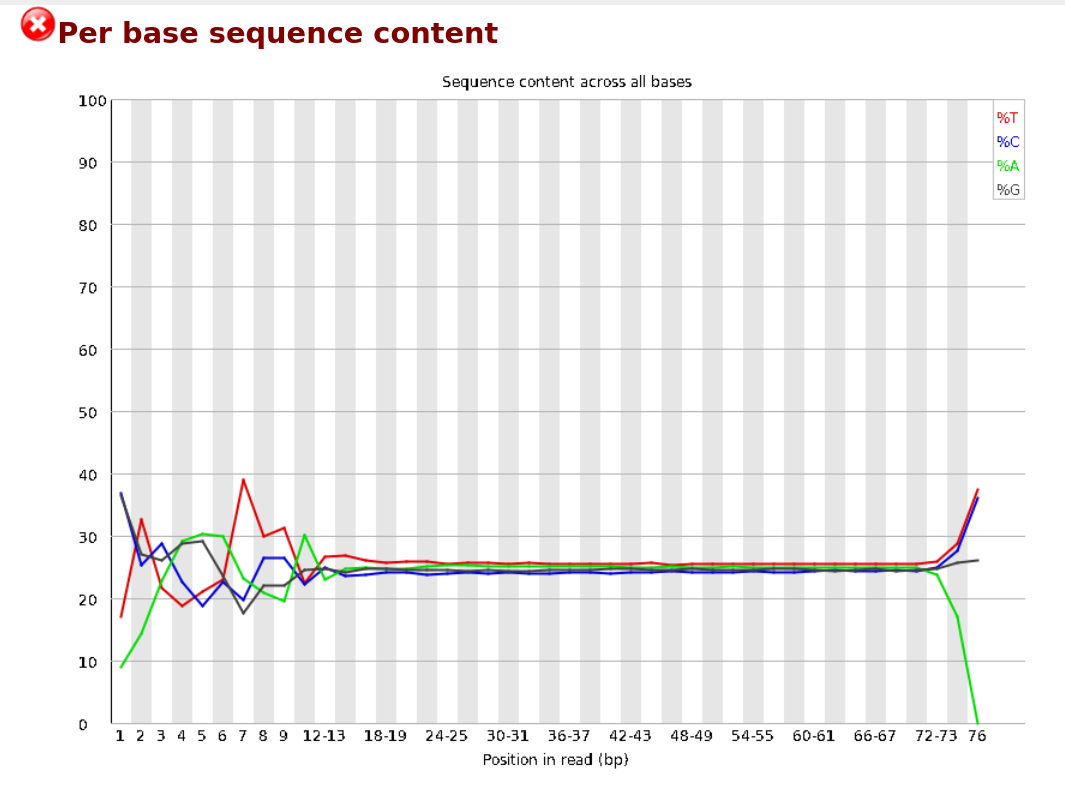 Per base sequence content
Sequence content across all bases
100
90
80
70
60
50
40
30
20
10
0
%T
%C
%A
%G
1 2 3 4 5 6 7 8 9 12-13 18-19 24-25 30-31 36-37 42-43 48-49 54-55 60-61 66-67 72-73 76
Position in read (bp)